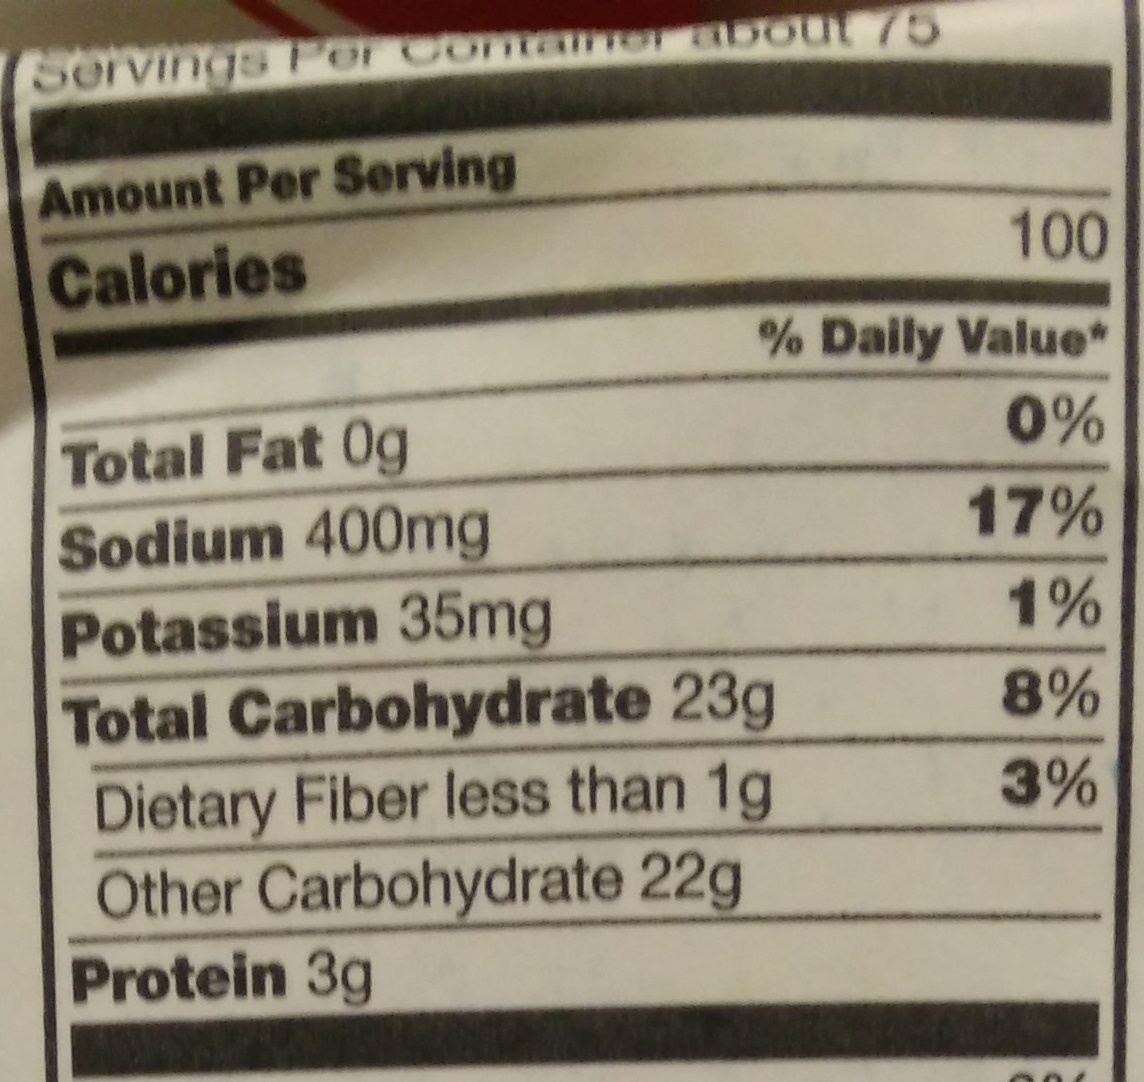 Servings Per Container about 75
Amount Per Serving
Calories 100
% Daily Value*
Total Fat 0g 0%
Sodium 400mg 17%
Potassium 35mg 1%
Total Carbohydrate 23g 8%
Dietary Fiber less than 1g 3%
Other Carbohydrate 22g
Protein 3g